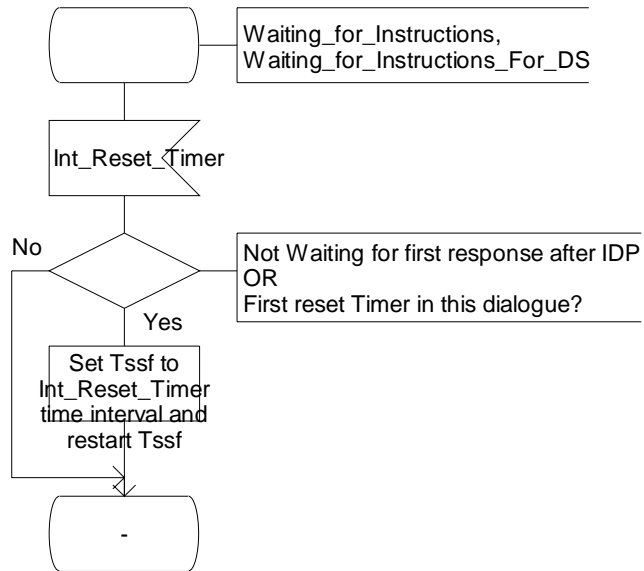 Waiting_for_Instructions,
Waiting_for_Instructions_For_DS
Int_Reset_Timer
No
Not Waiting for first response after IDP
OR
First reset Timer in this dialogue?
Yes
Set Tssf to
Int_Reset_Timer
time interval and
restart Tssf
-